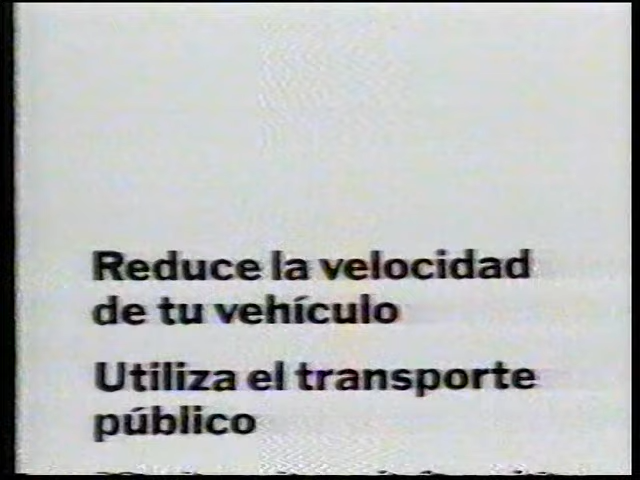 Reduce la velocidad
de tu vehículo
Utiliza el transporte
público